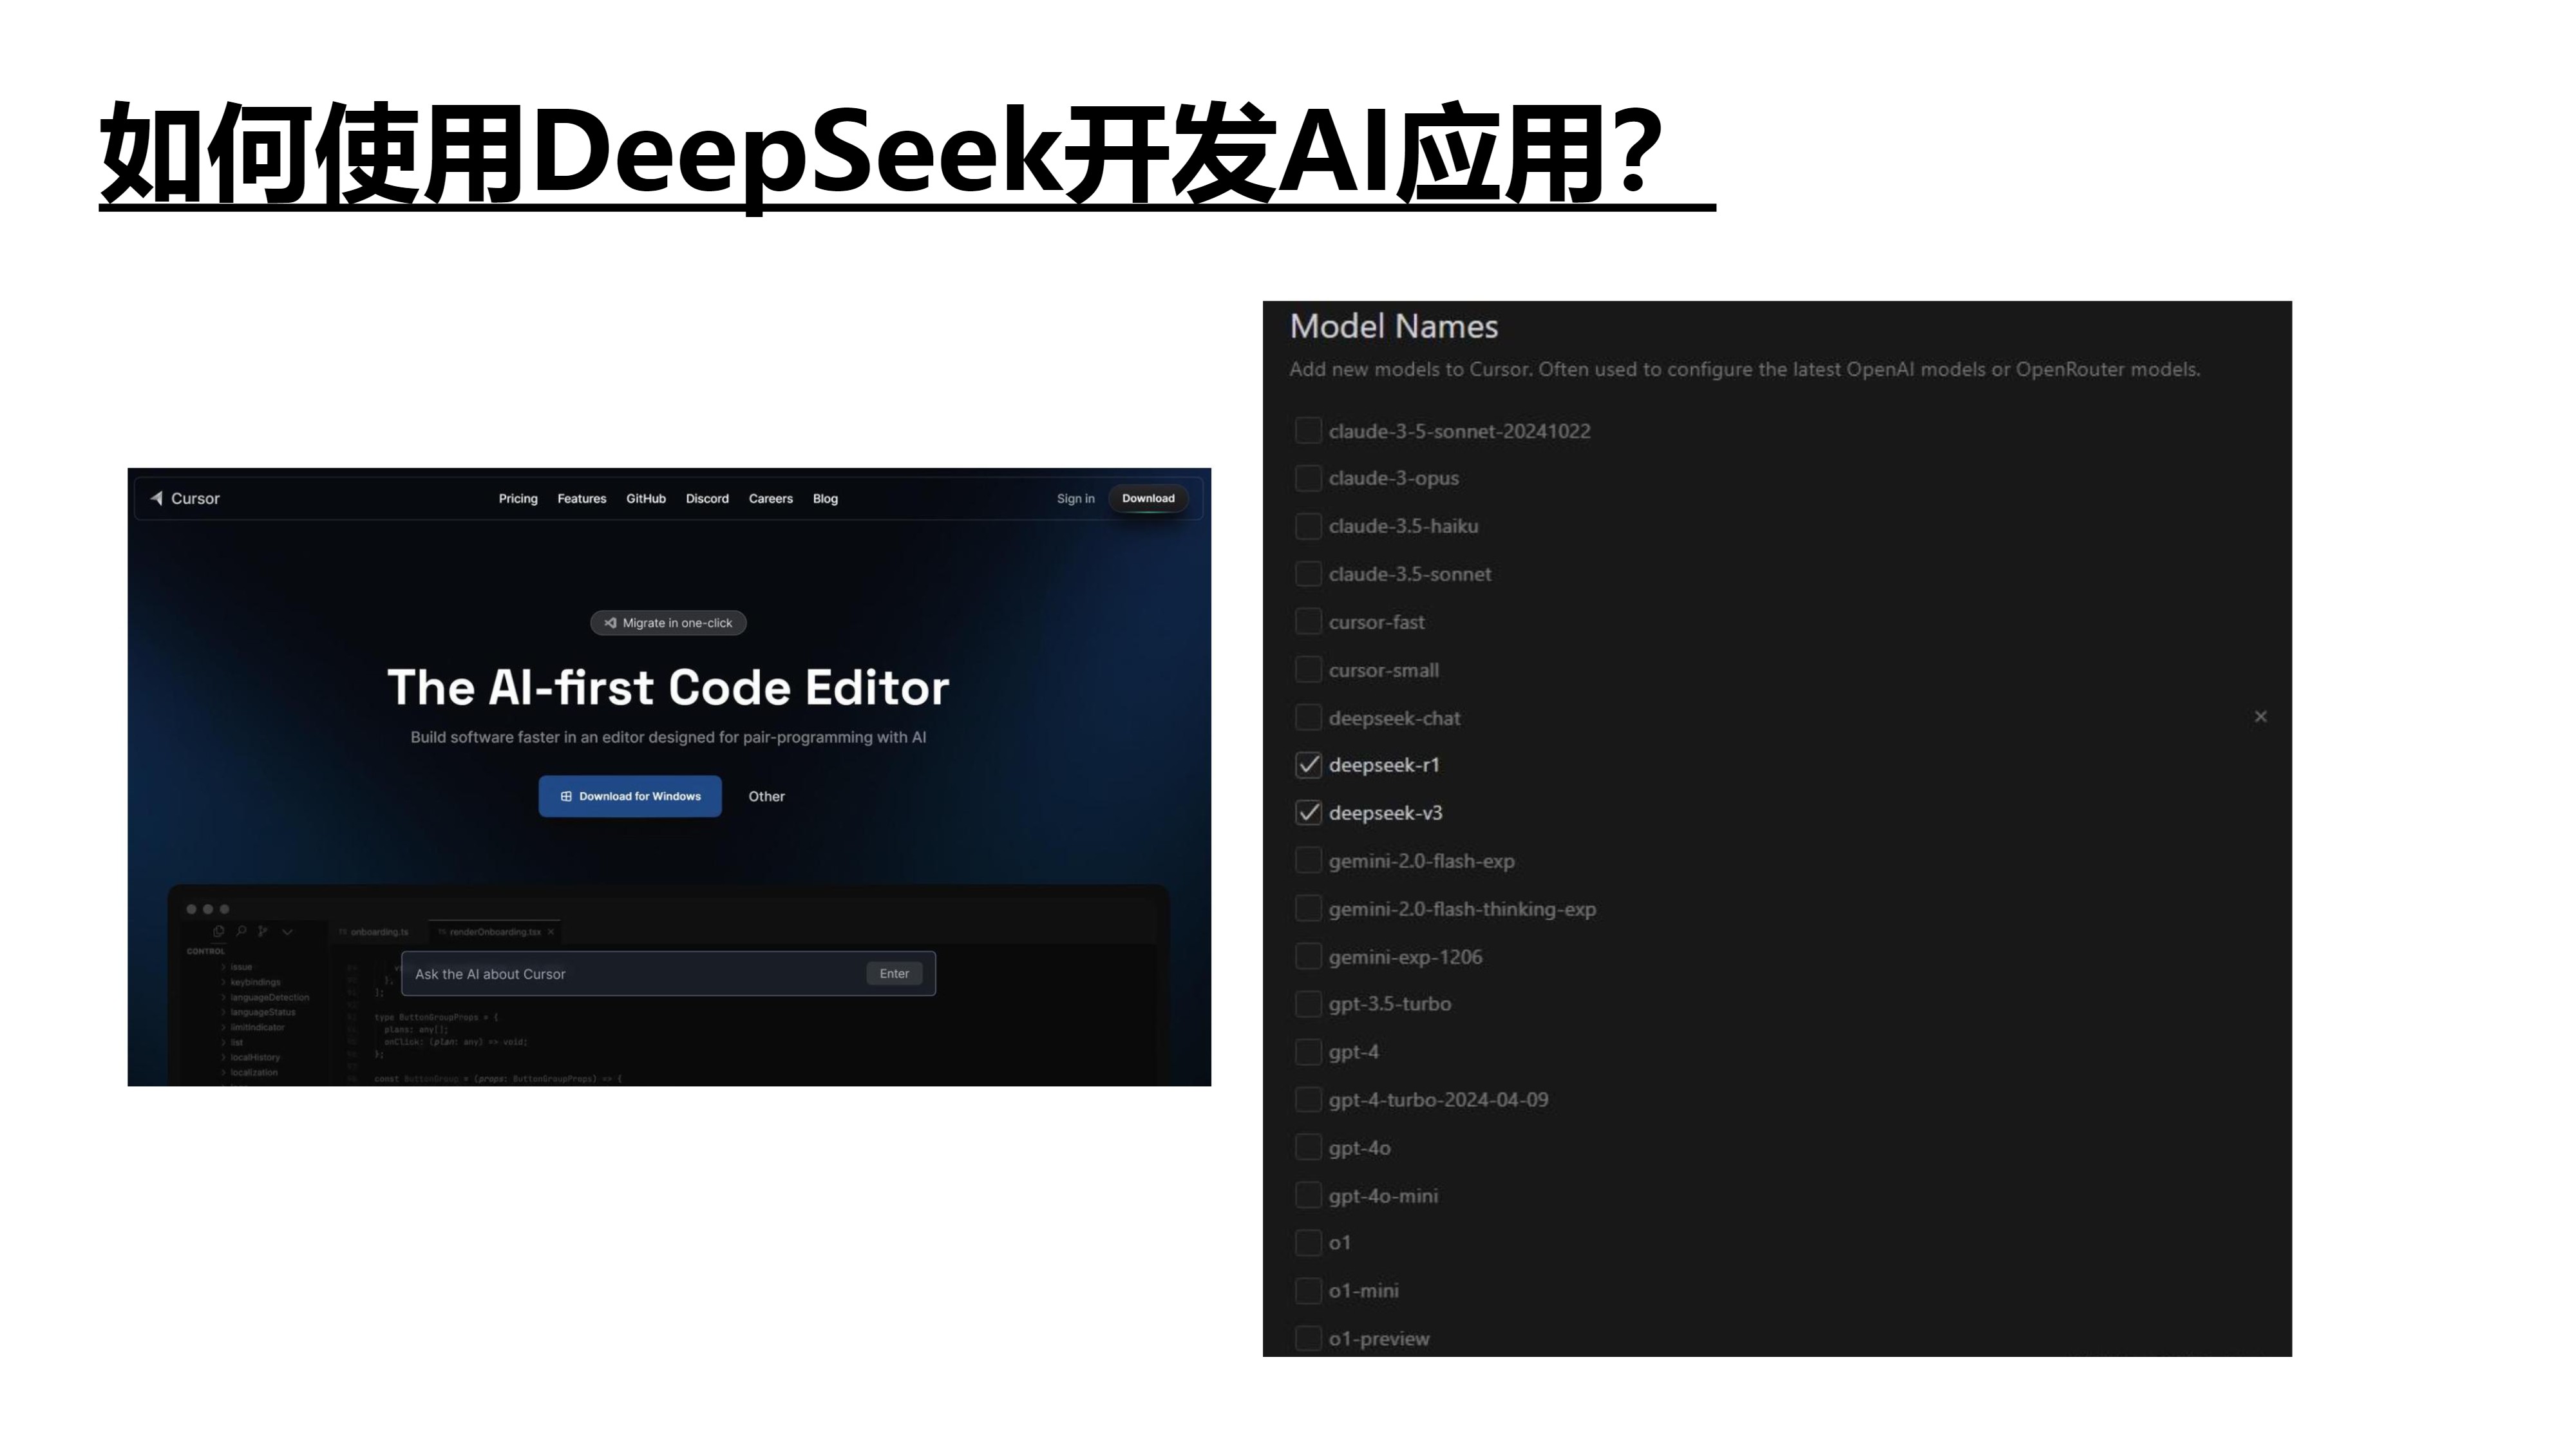 如何使用DeepSeek开发AI应用？
Cursor
Pricing Features GitHub Discord Careers Blog
Sign in Download
Migrate in one-click
The AI-first Code Editor
Build software faster in an editor designed for pair-programming with AI
Download for Windows Other
onboarding.ts renderOnboarding.tsx
CONTROL
issue
keybindings
languageDetection
languageStatus
limitIndicator
list
localHistory
localization
Ask the AI about Cursor Enter
type ButtonGroupProps = {
plans: any[];
onClick: (plan: any) => void;
};
const ButtonGroup = (props: ButtonGroupProps) => {
Model Names
Add new models to Cursor. Often used to configure the latest OpenAI models or OpenRouter models.
claude-3-5-sonnet-20241022
claude-3-opus
claude-3.5-haiku
claude-3.5-sonnet
cursor-fast
cursor-small
deepseek-chat
deepseek-r1
deepseek-v3
gemini-2.0-flash-exp
gemini-2.0-flash-thinking-exp
gemini-exp-1206
gpt-3.5-turbo
gpt-4
gpt-4-turbo-2024-04-09
gpt-4o
gpt-4o-mini
o1
o1-mini
o1-preview